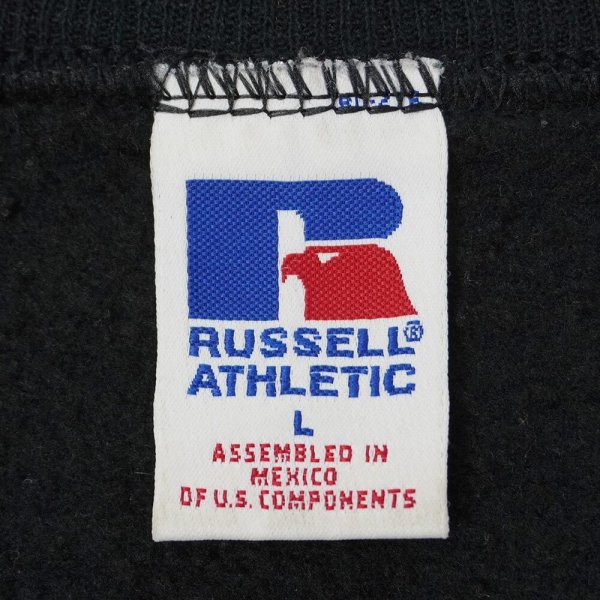 RUSSELL®
ATHLETIC
L
ASSEMBLED IN
MEXICO
OF U.S. COMPONENTS